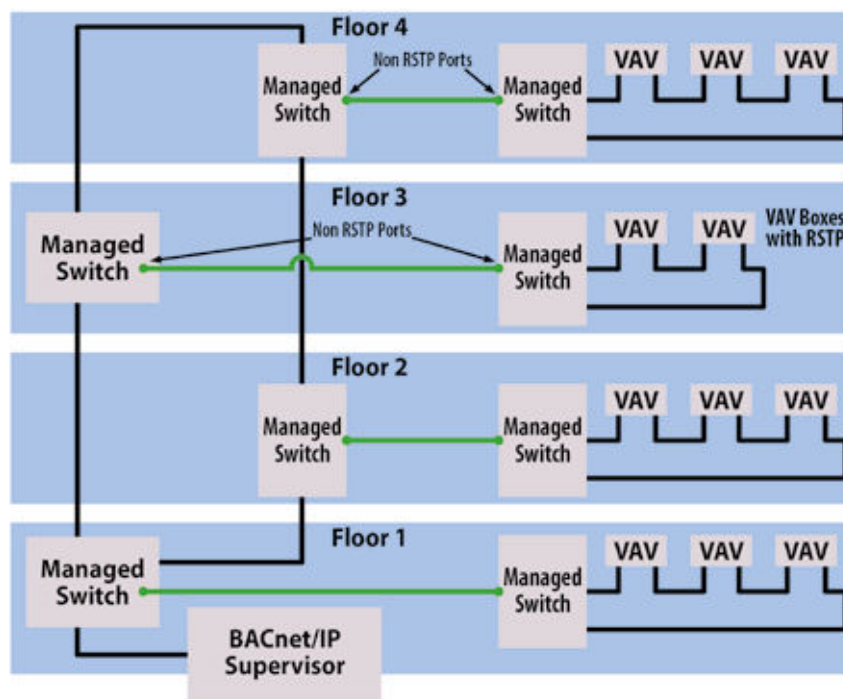 Floor 4
Non RSTP Ports
Managed
Switch
Managed
Switch
VAV
VAV
VAV
Floor 3
Managed
Switch
Non RSTP Ports
Managed
Switch
VAV
VAV
VAV Boxes
with RSTP
Floor 2
Managed
Switch
Managed
Switch
VAV
VAV
VAV
Floor 1
Managed
Switch
Managed
Switch
VAV
VAV
VAV
BACnet/IP
Supervisor